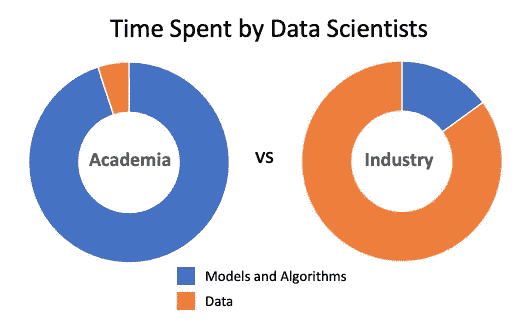 Time Spent by Data Scientists
Academia
vs
Industry
Models and Algorithms
Data